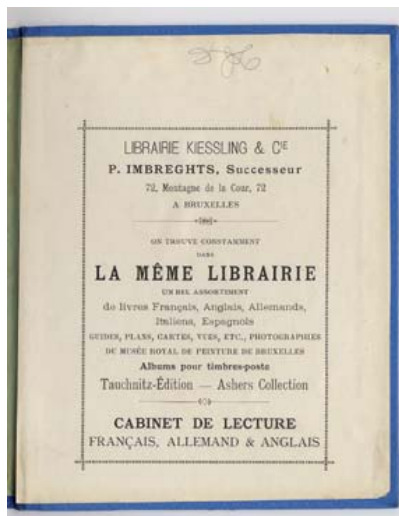 LIBRAIRIE KIESSLING & CIE
P. IMBREGHTS, Successeur
72, Montagne de la Cour, 72
A BRUXELLES
ON TROUVE CONSTAMMENT
DANS
LA MÊME LIBRAIRIE
UN BEL ASSORTIMENT
de livres Français, Anglais, Allemands,
Italiens, Espagnols
GUIDES, PLANS, CARTES, VUES, ETC., PHOTOGRAPHIES
DU MUSÉE ROYAL DE PEINTURE DE BRUXELLES
Albums pour timbres-poste
Tauchnitz-Édition — Ashers Collection
CABINET DE LECTURE
FRANÇAIS, ALLEMAND & ANGLAIS